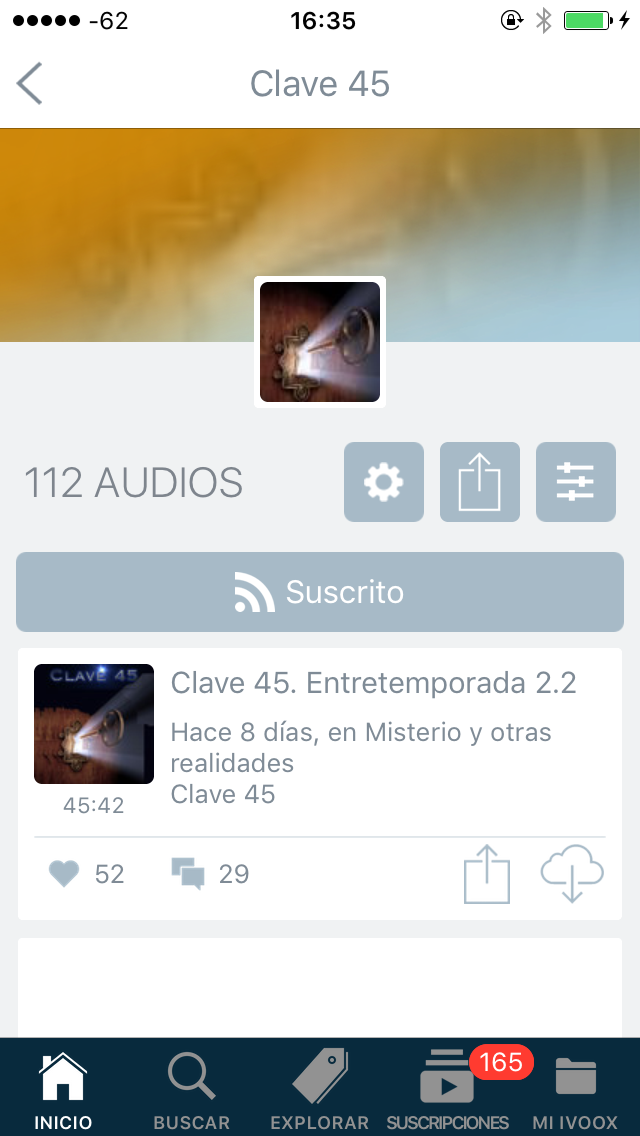 -62 16:35
Clave 45
112 AUDIOS
Suscrito
CLAVE 45
Clave 45. Entretemporada 2.2
Hace 8 días, en Misterio y otras
realidades
Clave 45
45:42
52 29
165
INICIO BUSCAR EXPLORAR SUSCRIPCIONES MI IVOOX